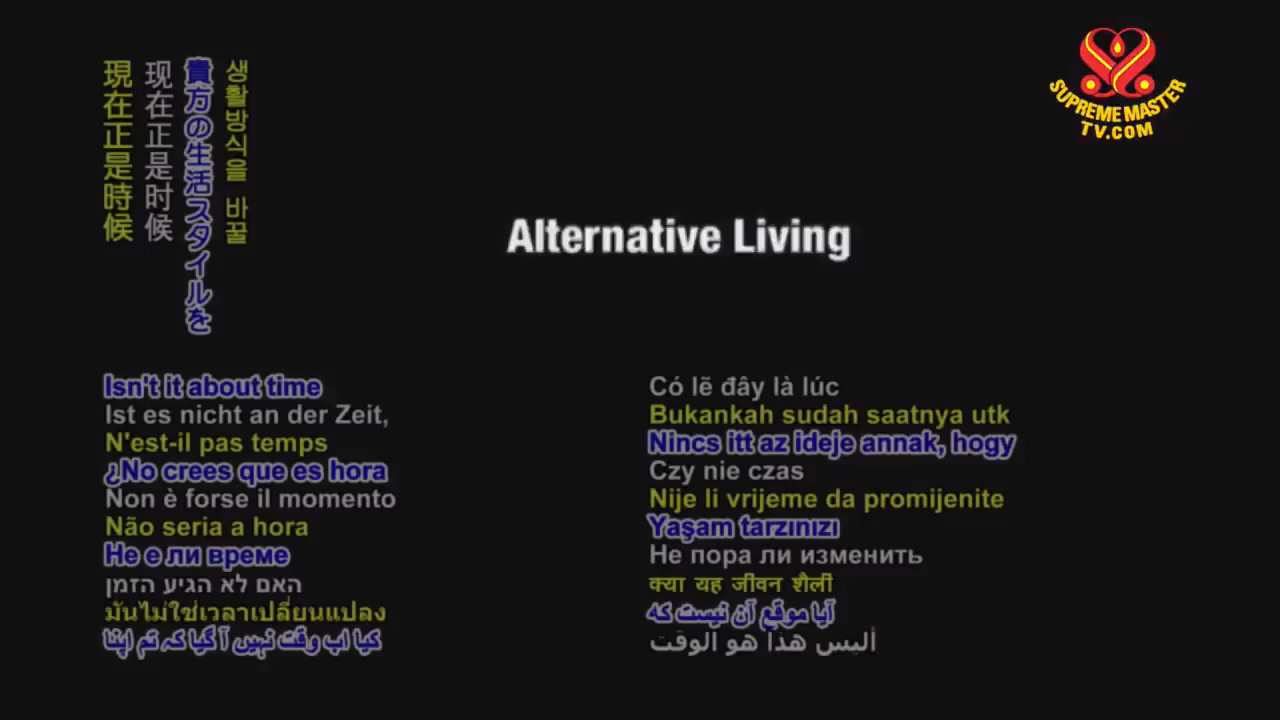 SUPREME MASTER
TV.COM
現在正是時候
现在正是时候
貴方の生活スタイルを
생활방식을 바꿀
Alternative Living
Isn't it about time
Ist es nicht an der Zeit,
N'est-il pas temps
¿No crees que es hora
Non è forse il momento
Não seria a hora
Не е ли време
האם לא הגיע הזמן
มันไม่ใช่เวลาเปลี่ยนแปลง
کیا اب وقت نہیں آ گیا کہ تم اپنا
Có lẽ đây là lúc
Bukankah sudah saatnya utk
Nincs itt az ideje annak, hogy
Czy nie czas
Nije li vrijeme da promijenite
Yaşam tarzınızı
Не пора ли изменить
क्या यह जीवन शैली
آیا موقع آن نیست که
أليس هذا هو الوقت